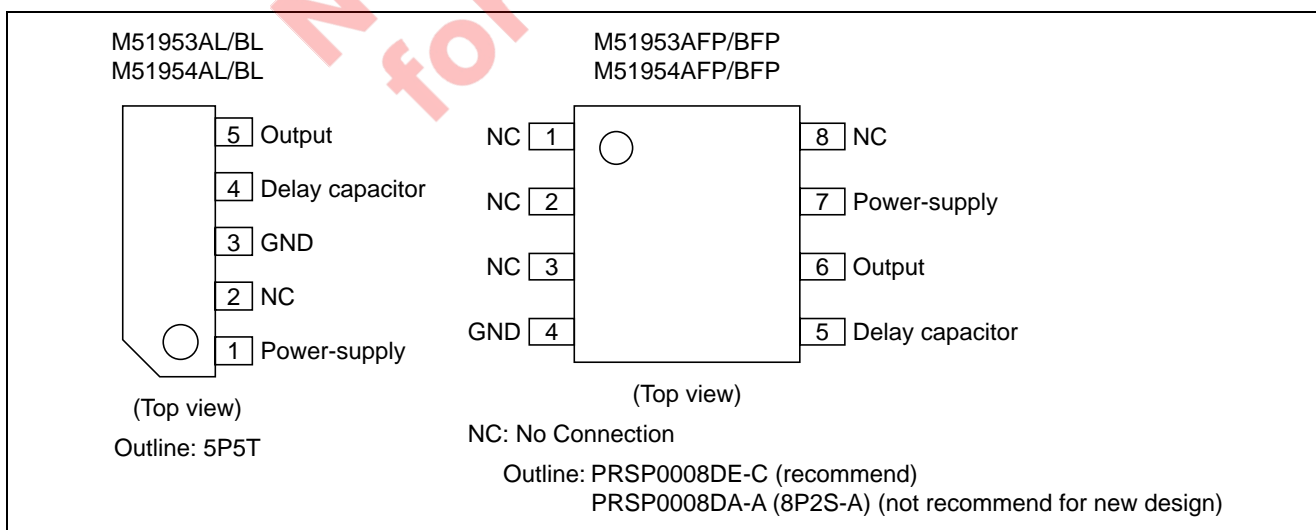 M51953AL/BL
M51954AL/BL
5 Output
4 Delay capacitor
3 GND
2 NC
1 Power-supply
(Top view)
Outline: 5P5T
M51953AFP/BFP
M51954AFP/BFP
NC 1
NC 2
NC 3
GND 4
8 NC
7 Power-supply
6 Output
5 Delay capacitor
(Top view)
NC: No Connection
Outline: PRSP0008DE-C (recommend)
PRSP0008DA-A (8P2S-A) (not recommend for new design)
for